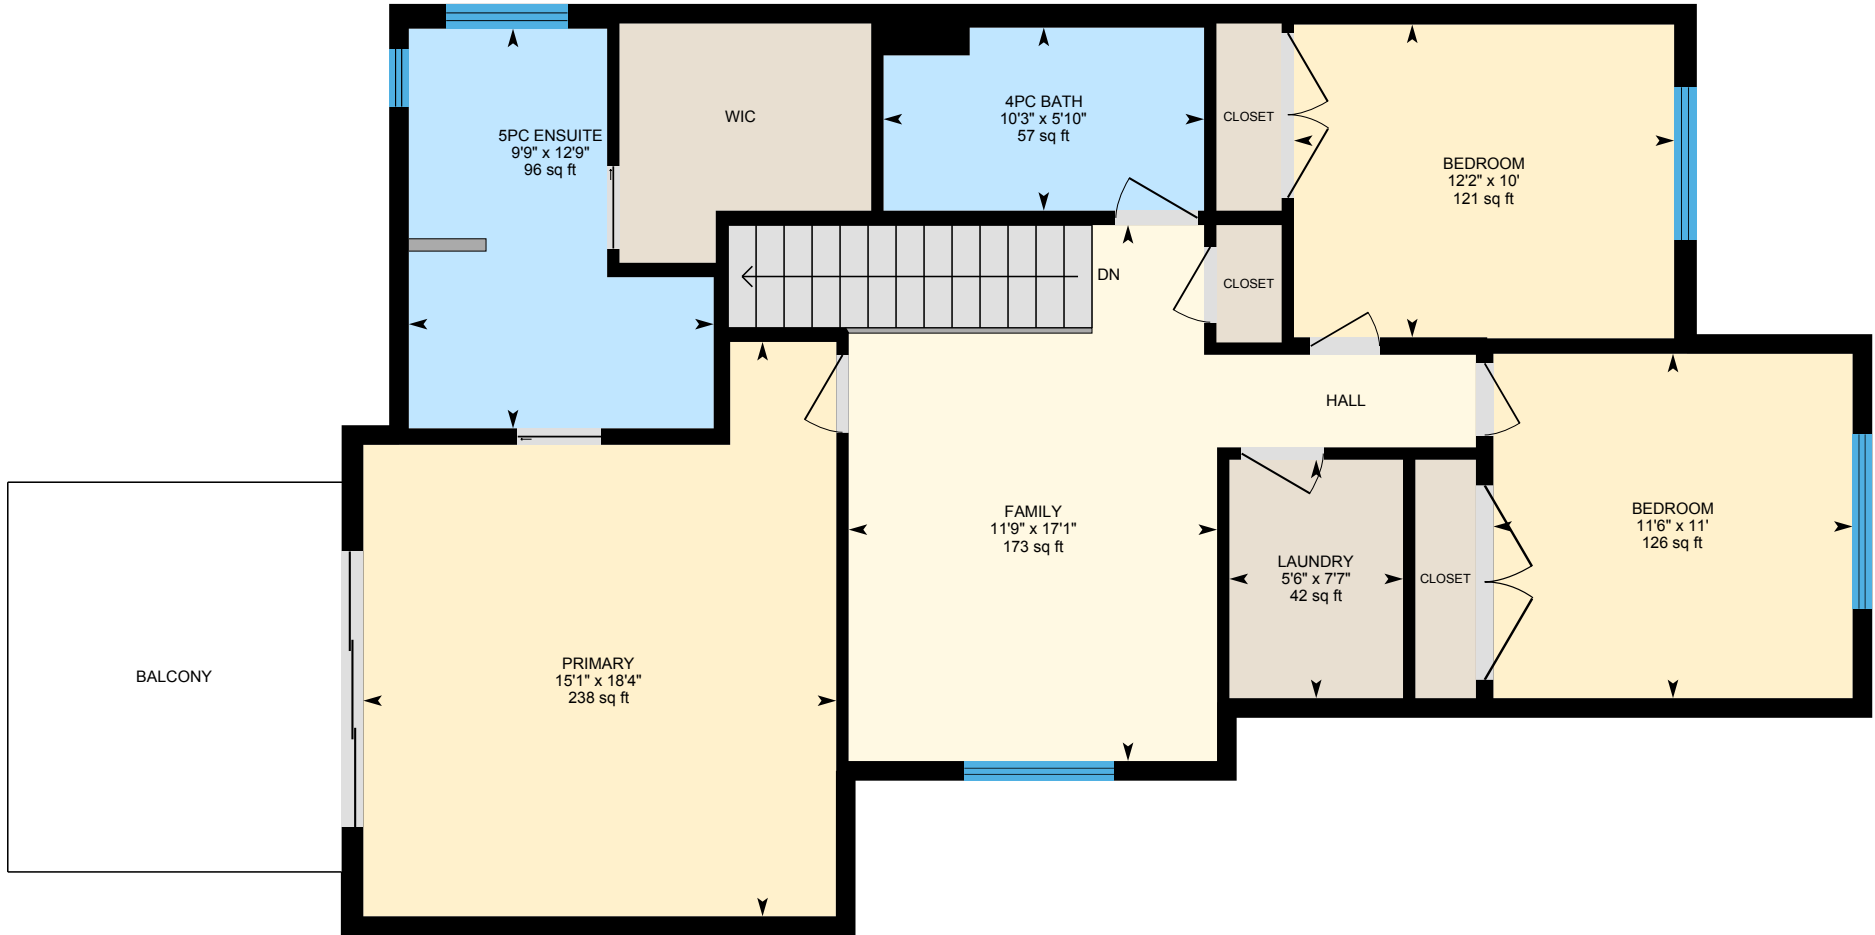 5PC ENSUITE
9'9" x 12'9"
96 sq ft
WIC
4PC BATH
10'3" x 5'10"
57 sq ft
CLOSET
BEDROOM
12'2" x 10'
121 sq ft
DN
CLOSET
HALL
FAMILY
11'9" x 17'1"
173 sq ft
LAUNDRY
5'6" x 7'7"
42 sq ft
CLOSET
BEDROOM
11'6" x 11'
126 sq ft
BALCONY
PRIMARY
15'1" x 18'4"
238 sq ft